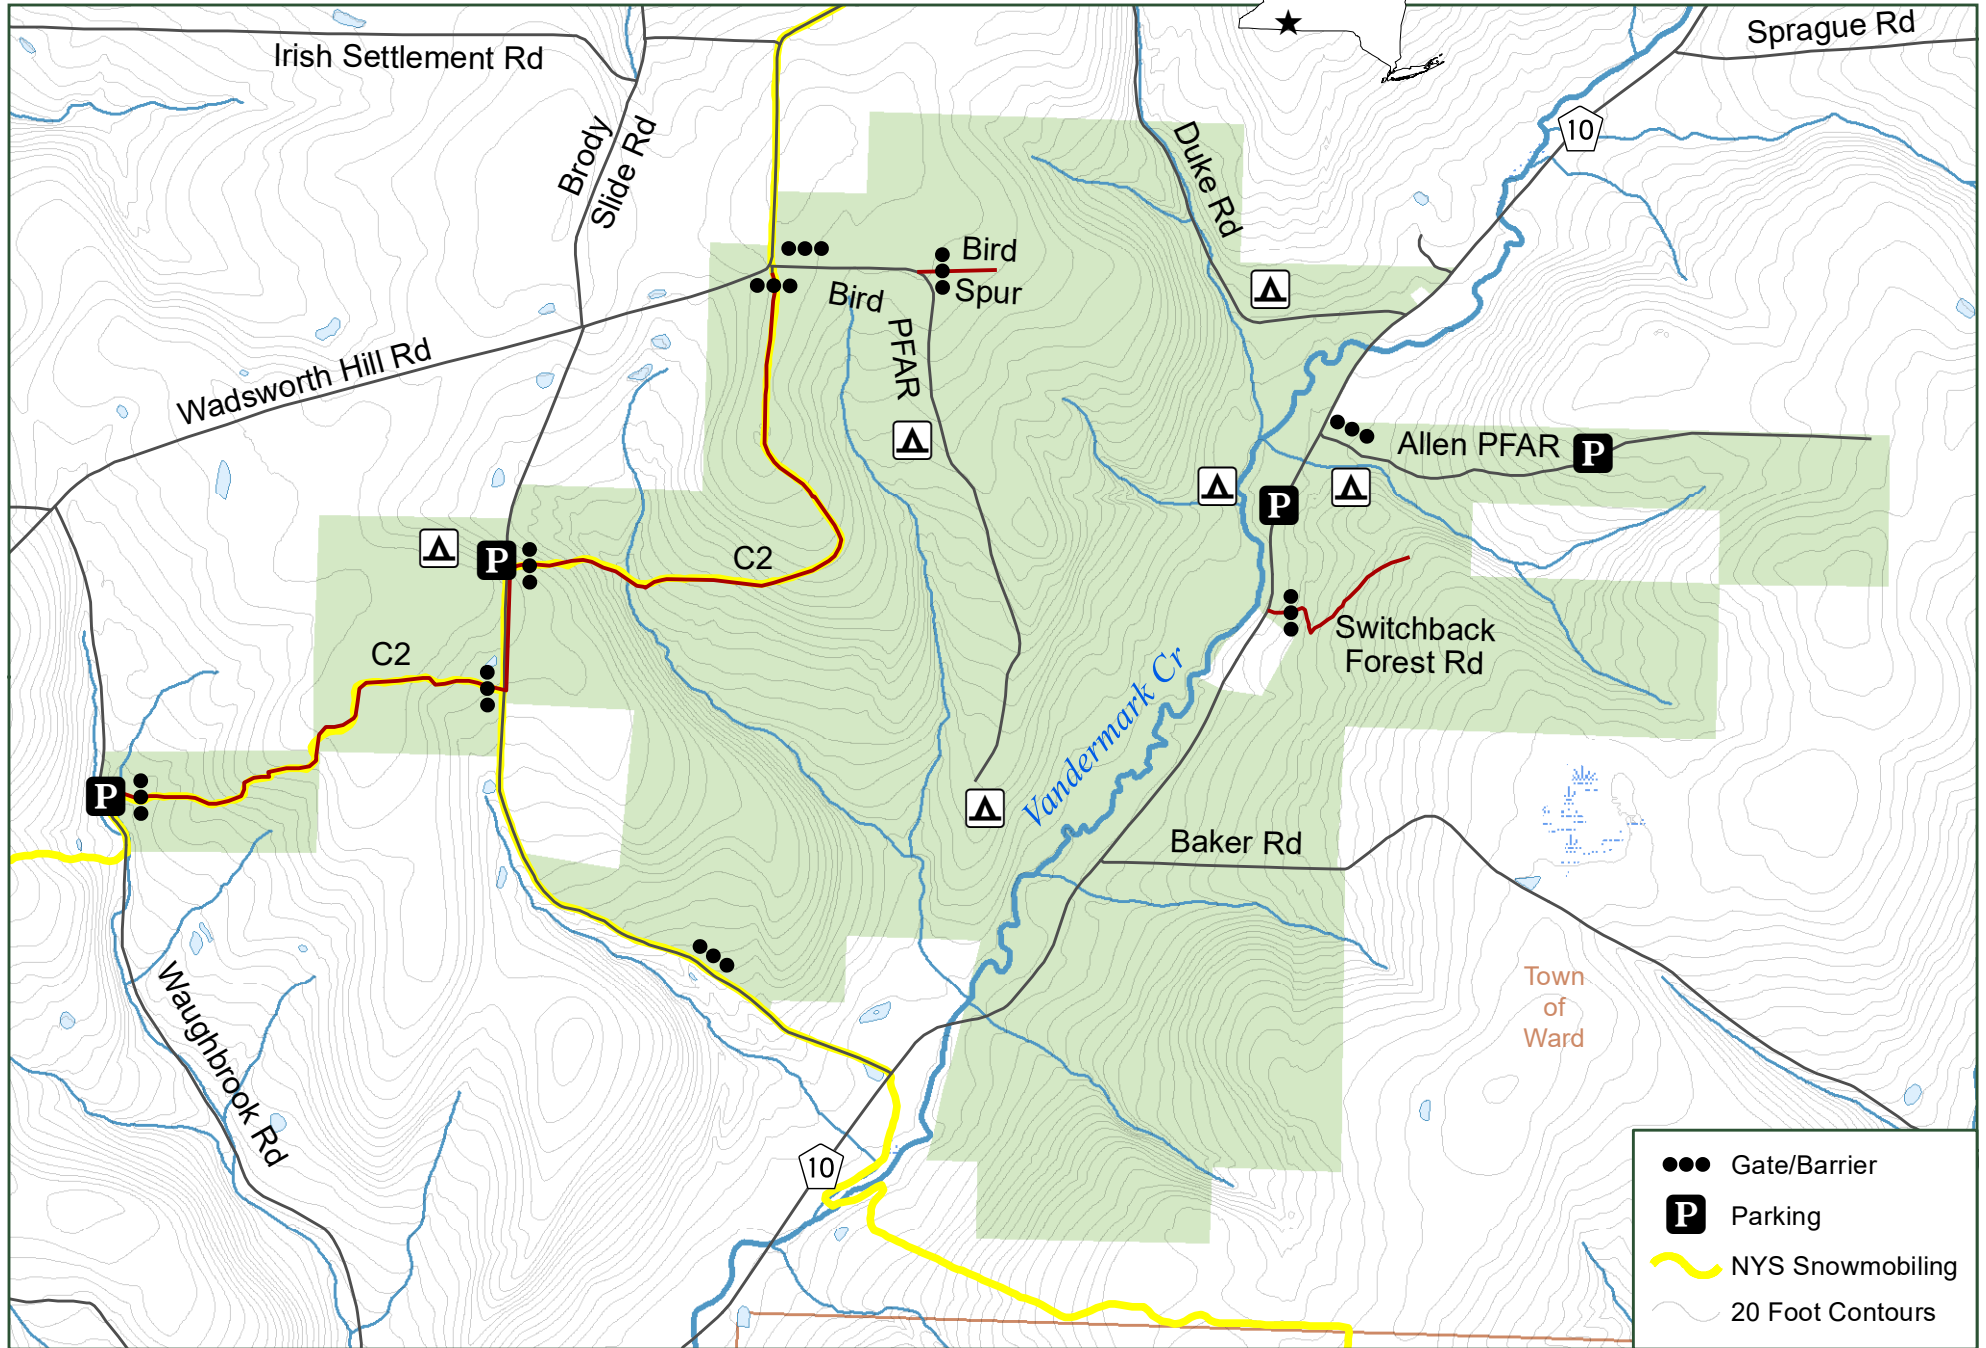 Irish Settlement Rd
Sprague Rd
10
Brody
Slide Rd
Duke Rd
Bird
Spur
Bird
PFAR
Wadsworth Hill Rd
Allen PFAR
P
P
P
C2
C2
Switchback
Forest Rd
Vandermark Cr
P
Baker Rd
Waughbrook Rd
Town
of
Ward
10
Gate/Barrier
P Parking
NYS Snowmobiling
20 Foot Contours